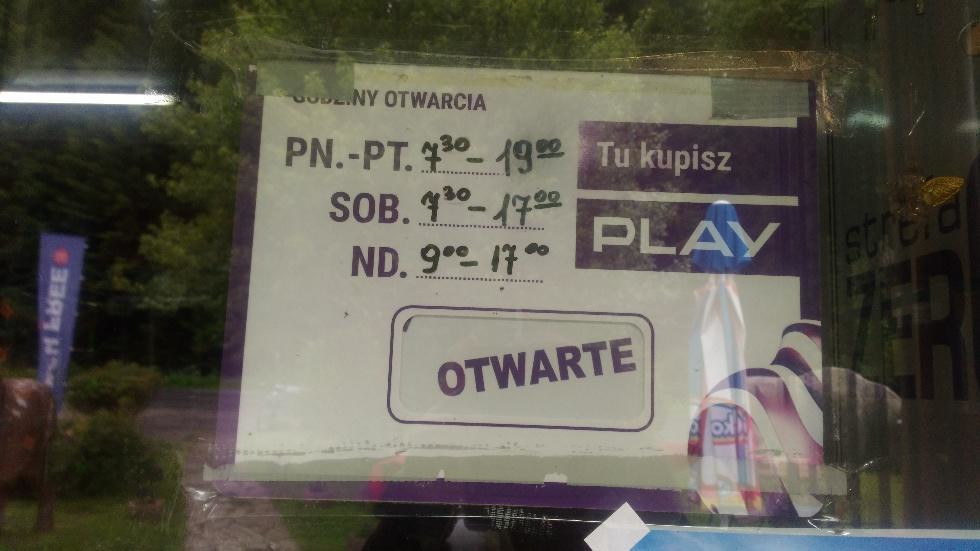 GODZINY OTWARCIA
PN.-PT. 7³⁰ - 19⁰⁰
SOB. 7³⁰ - 17⁰⁰
ND. 9⁰⁰ - 17⁰⁰
Tu kupisz
PLAY
OTWARTE